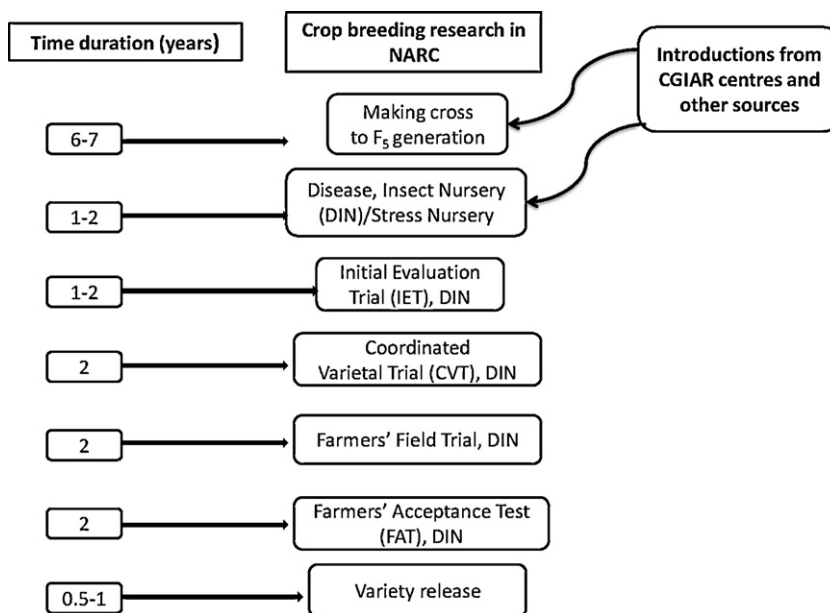 Time duration (years)
Crop breeding research in
NARC
Introductions from
CGIAR centres and
other sources
6-7
Making cross
to F₅ generation
1-2
Disease, Insect Nursery
(DIN)/Stress Nursery
1-2
Initial Evaluation
Trial (IET), DIN
2
Coordinated
Varietal Trial (CVT), DIN
2
Farmers’ Field Trial, DIN
2
Farmers’ Acceptance Test
(FAT), DIN
0.5-1
Variety release